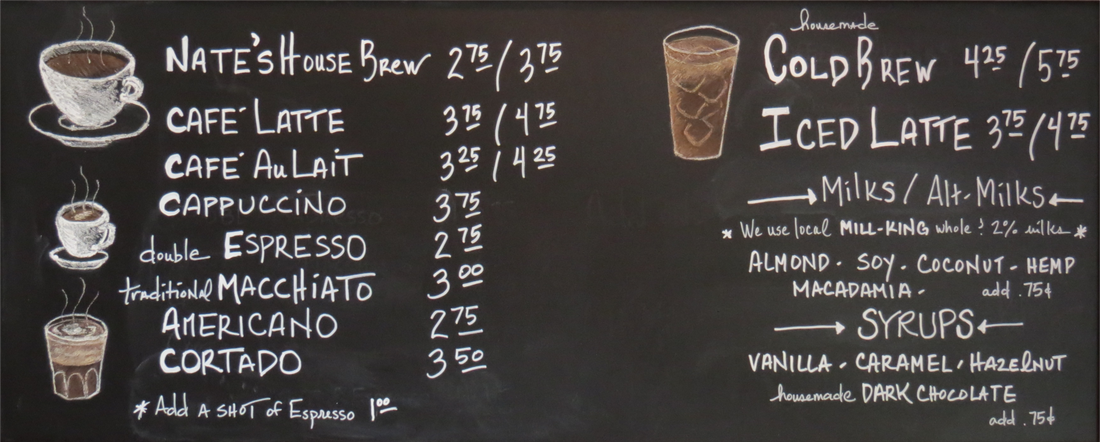 NATE'S HOUSE BREW 2 75 / 3 75
CAFÉ LATTE 3 75 / 4 75
CAFÉ AU LAIT 3 25 / 4 25
CAPPUCCINO 3 75
double ESPRESSO 2 75
traditional MACCHIATO 3 00
AMERICANO 2 75
CORTADO 3 50
* Add A SHOT of Espresso 1 00
housemade
COLD BREW 4 25 / 5 75
ICED LATTE 3 75 / 4 75
Milks / Alt-Milks
* We use local MILL-KING whole & 2% milks *
ALMOND - SOY - COCONUT - HEMP
MACADAMIA - add .75¢
SYRUPS
VANILLA - CARAMEL - HAZELNUT
housemade DARK CHOCOLATE
add .75¢